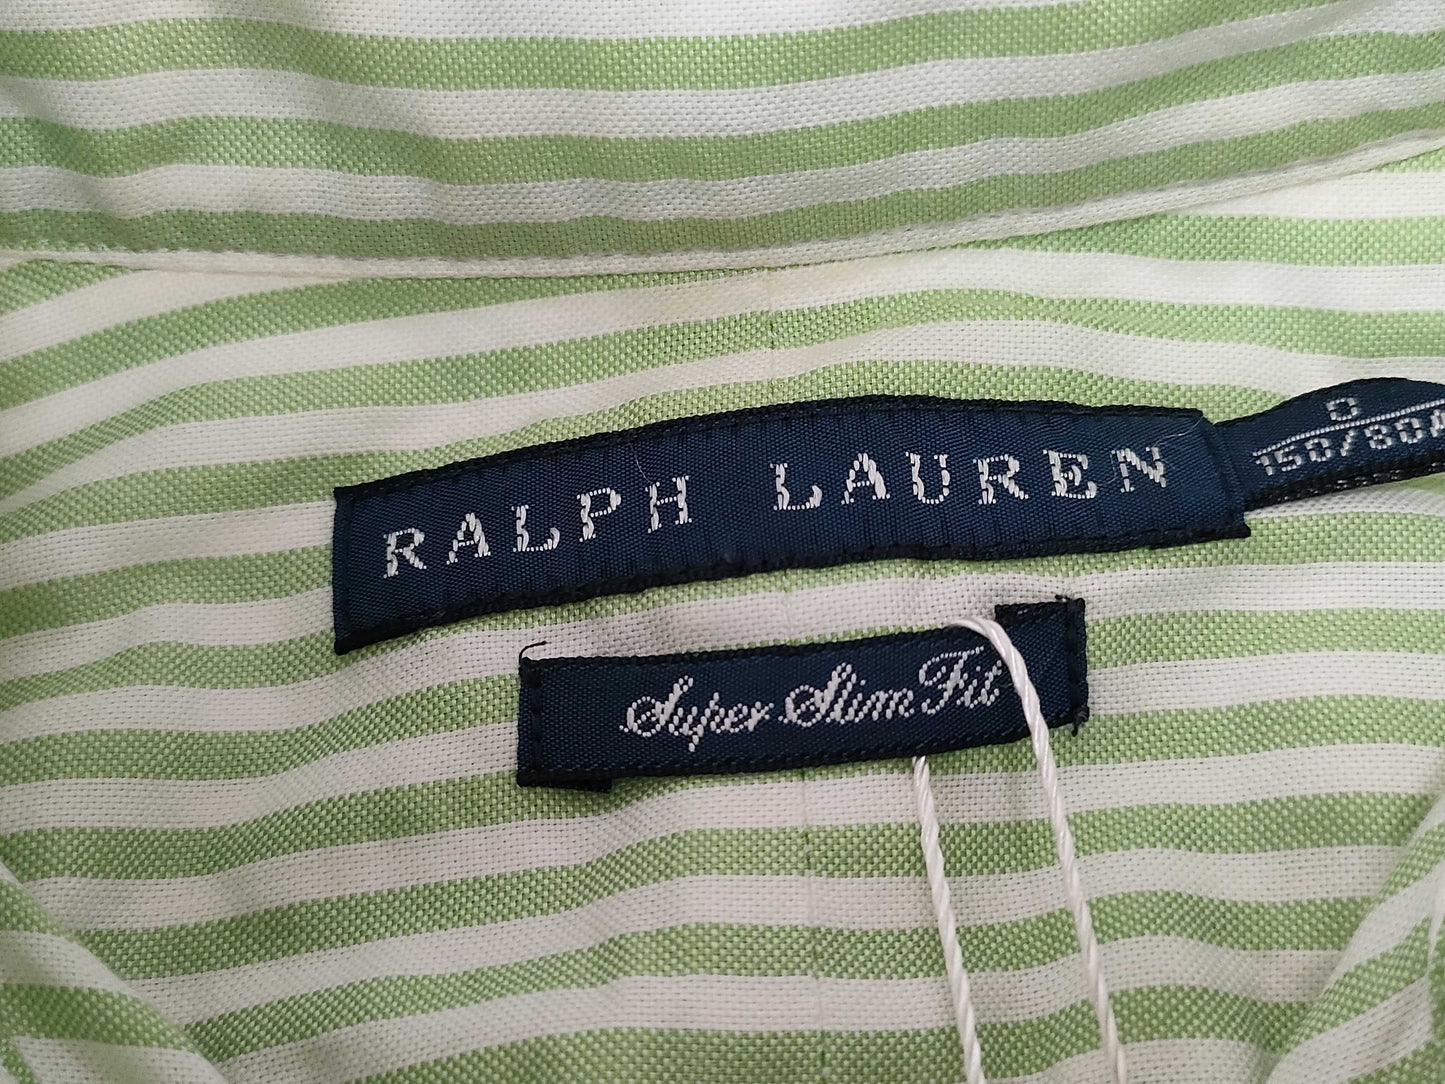 RALPH LAUREN
0
150/80A
Super Slim Fit